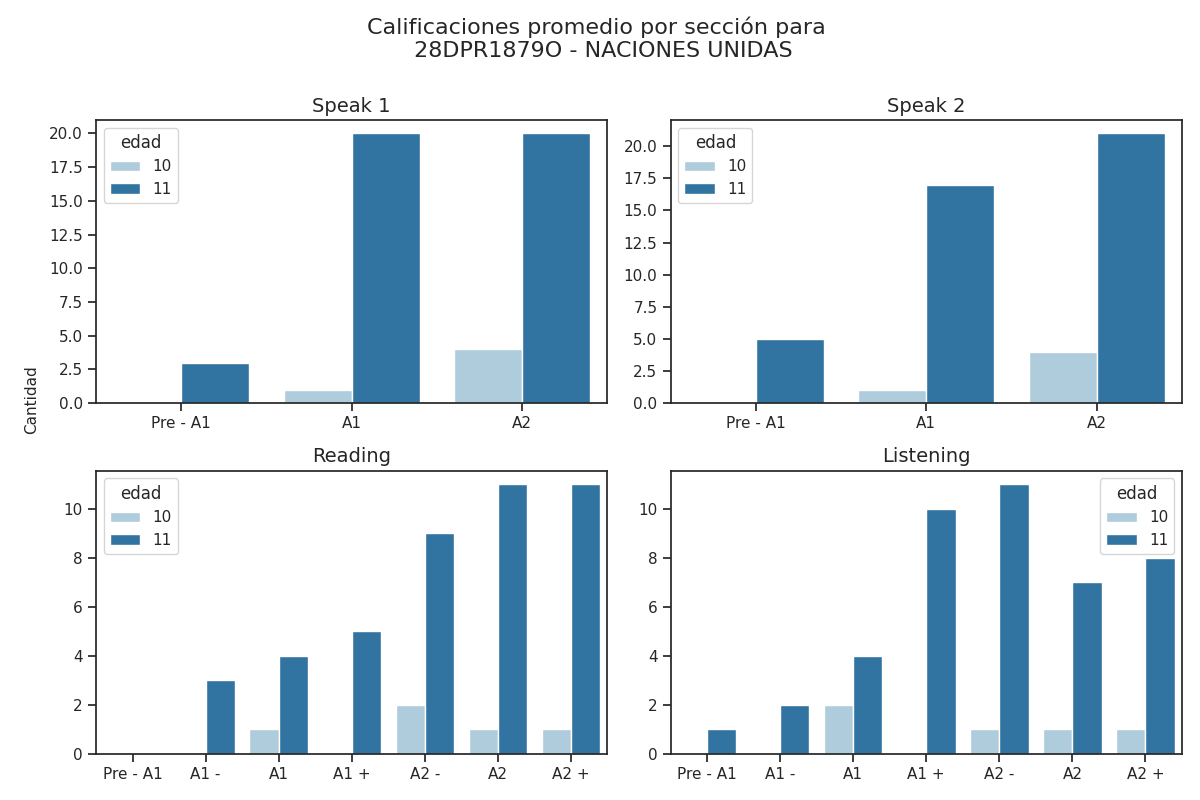 Calificaciones promedio por sección para
28DPR1879O - NACIONES UNIDAS
Speak 1
edad
10
11
20.0
17.5
15.0
12.5
10.0
7.5
5.0
2.5
0.0
Pre - A1 A1 A2
Cantidad
Speak 2
edad
10
11
20.0
17.5
15.0
12.5
10.0
7.5
5.0
2.5
0.0
Pre - A1 A1 A2
Reading
edad
10
11
10
8
6
4
2
0
Pre - A1 A1 - A1 A1 + A2 - A2 A2 +
Listening
edad
10
11
10
8
6
4
2
0
Pre - A1 A1 - A1 A1 + A2 - A2 A2 +